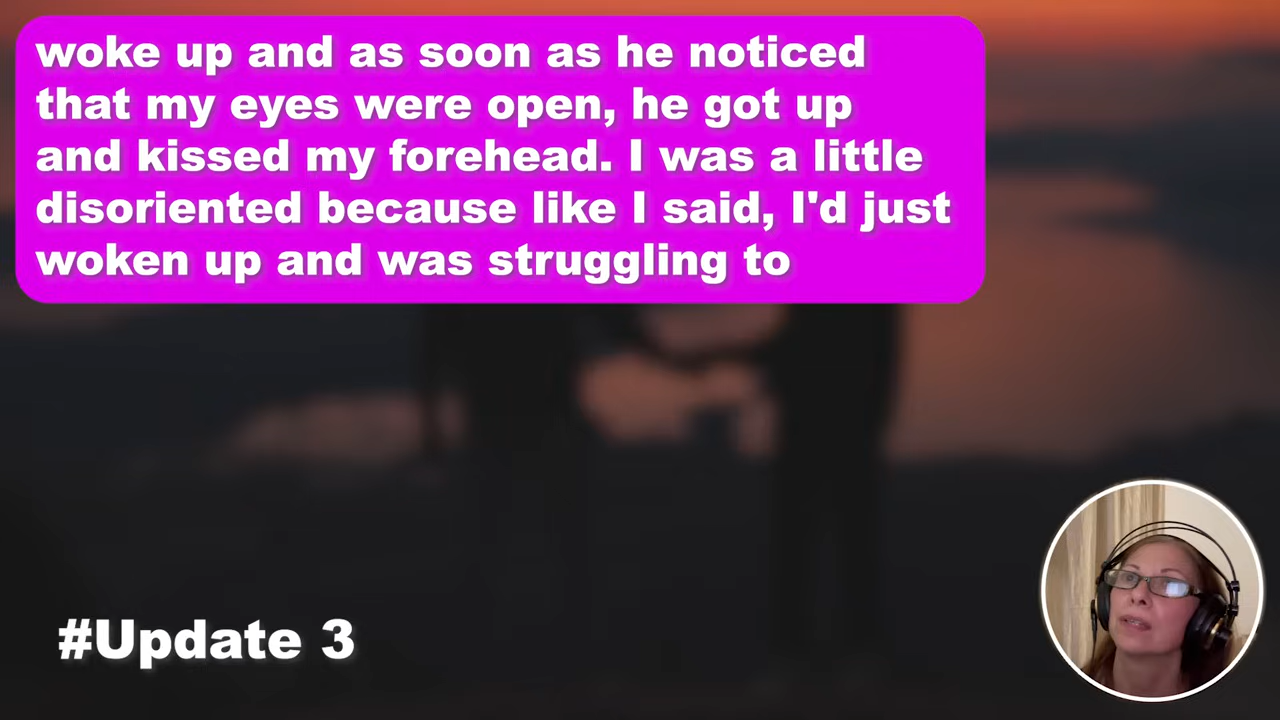 woke up and as soon as he noticed
that my eyes were open, he got up
and kissed my forehead. I was a little
disoriented because like I said, I'd just
woken up and was struggling to
#Update 3